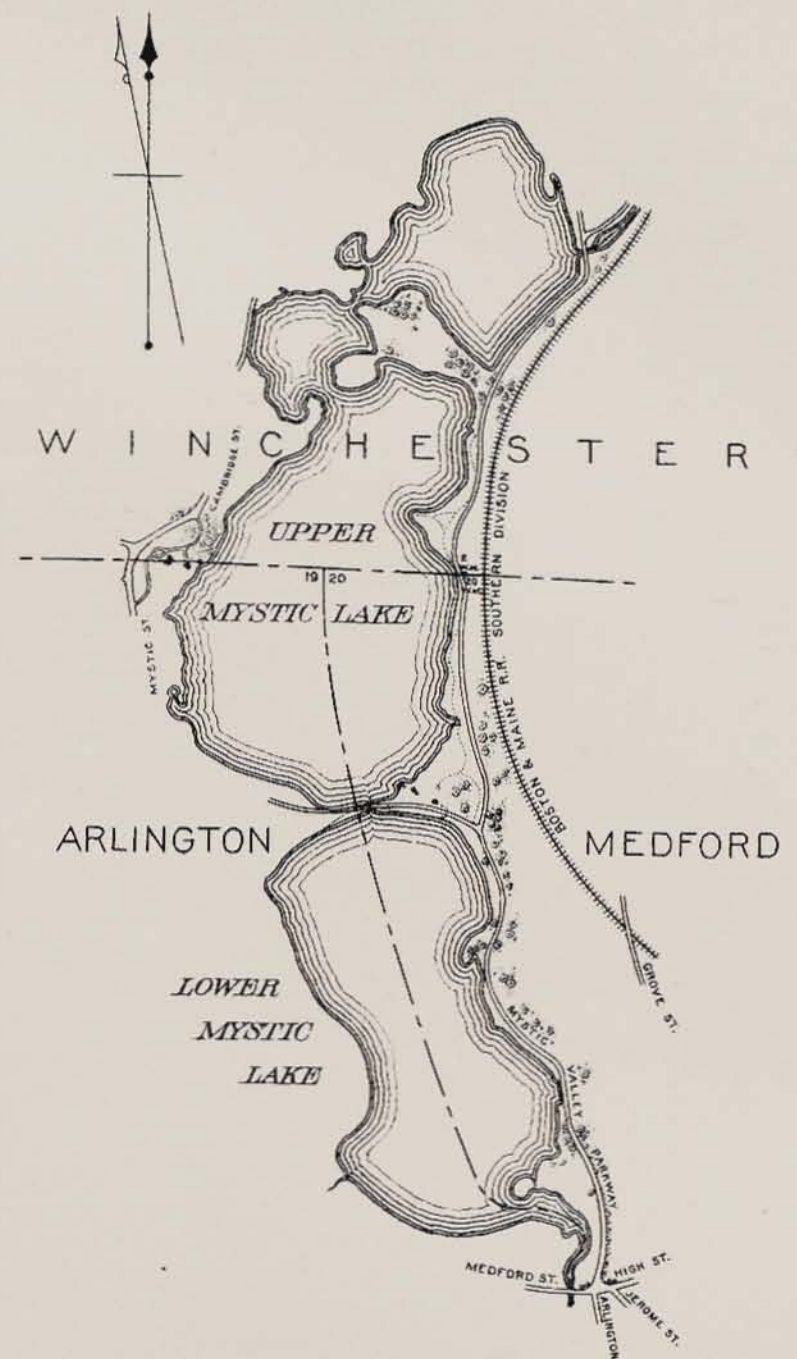 WINCHESTER
CAMBRIDGE ST.
UPPER
19 20
MYSTIC LAKE
MYSTIC ST.
BOSTON & MAINE R.R. SOUTHERN DIVISION
ARLINGTON
MEDFORD
LOWER
MYSTIC
LAKE
GROVE ST.
MYSTIC
VALLEY
PARKWAY
MEDFORD ST.
HIGH ST.
JEROME ST.
ARLINGTON